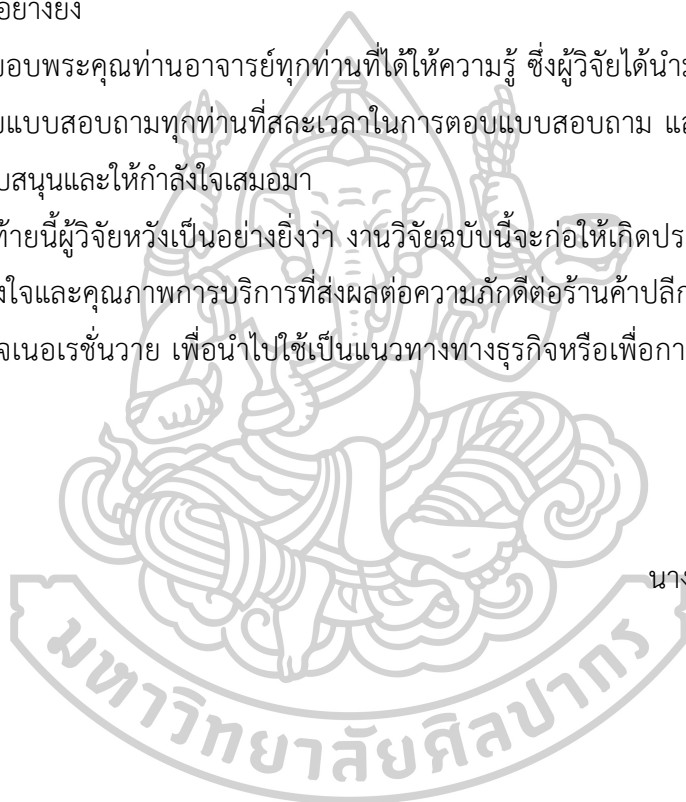 อย่างยิ่ง
ขอบพระคุณท่านอาจารย์ทุกท่านที่ได้ให้ความรู้ ซึ่งผู้วิจัยได้นำ
แบบสอบถามทุกท่านที่สละเวลาในการตอบแบบสอบถาม
สนุนและให้กำลังใจเสมอมา
ท้ายนี้ผู้วิจัยหวังเป็นอย่างยิ่งว่า งานวิจัยฉบับนี้จะก่อให้เกิดประ
งใจและคุณภาพการบริการที่ส่งผลต่อความภักดีต่อร้านค้าปลีก
จเนอเรชั่นวาย เพื่อนำไปใช้เป็นแนวทางทางธุรกิจหรือเพื่อกา
นาง
มหาวิทยาลัยศิลปากร